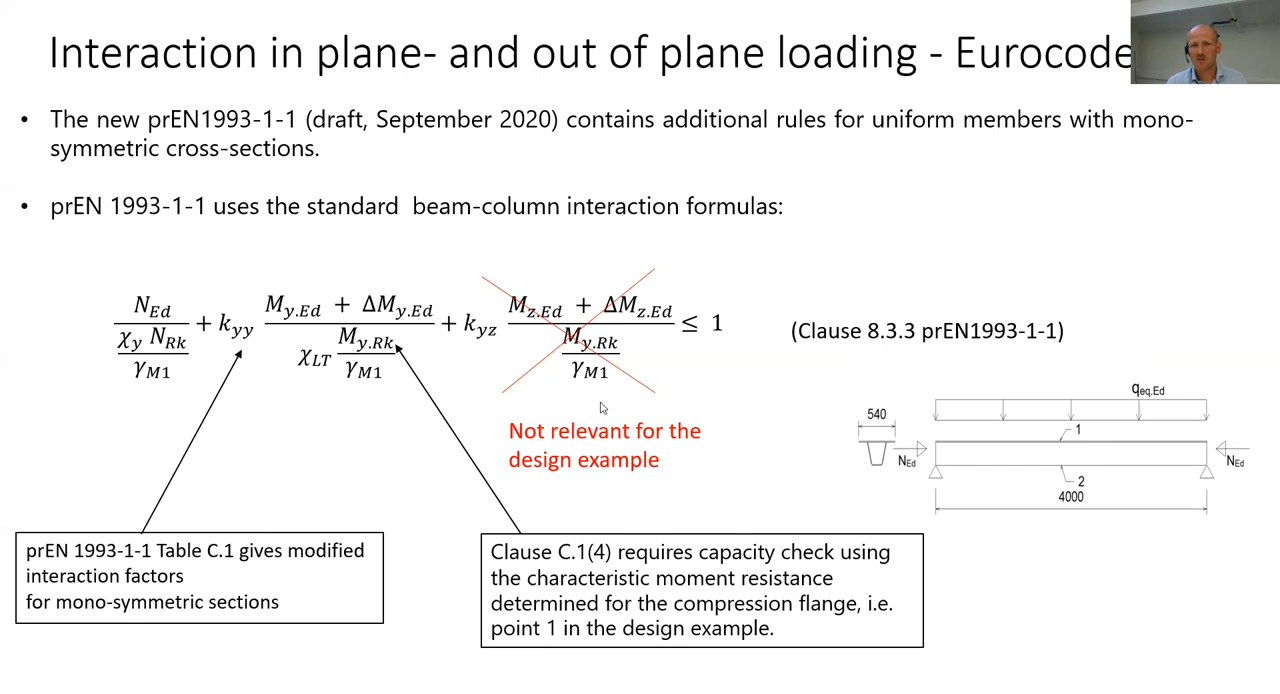 Interaction in plane- and out of plane loading - Eurocode
• The new prEN1993-1-1 (draft, September 2020) contains additional rules for uniform members with mono-
symmetric cross-sections.
• prEN 1993-1-1 uses the standard beam-column interaction formulas:
N_Ed / (χ_y N_Rk / γ_M1) + k_yy (M_y.Ed + ΔM_y.Ed) / (χ_LT M_y.Rk / γ_M1) + k_yz (M_z.Ed + ΔM_z.Ed) / (M_y.Rk / γ_M1) ≤ 1
(Clause 8.3.3 prEN1993-1-1)
Not relevant for the
design example
q_eq.Ed
540
1
N_Ed
N_Ed
2
4000
prEN 1993-1-1 Table C.1 gives modified
interaction factors
for mono-symmetric sections
Clause C.1(4) requires capacity check using
the characteristic moment resistance
determined for the compression flange, i.e.
point 1 in the design example.